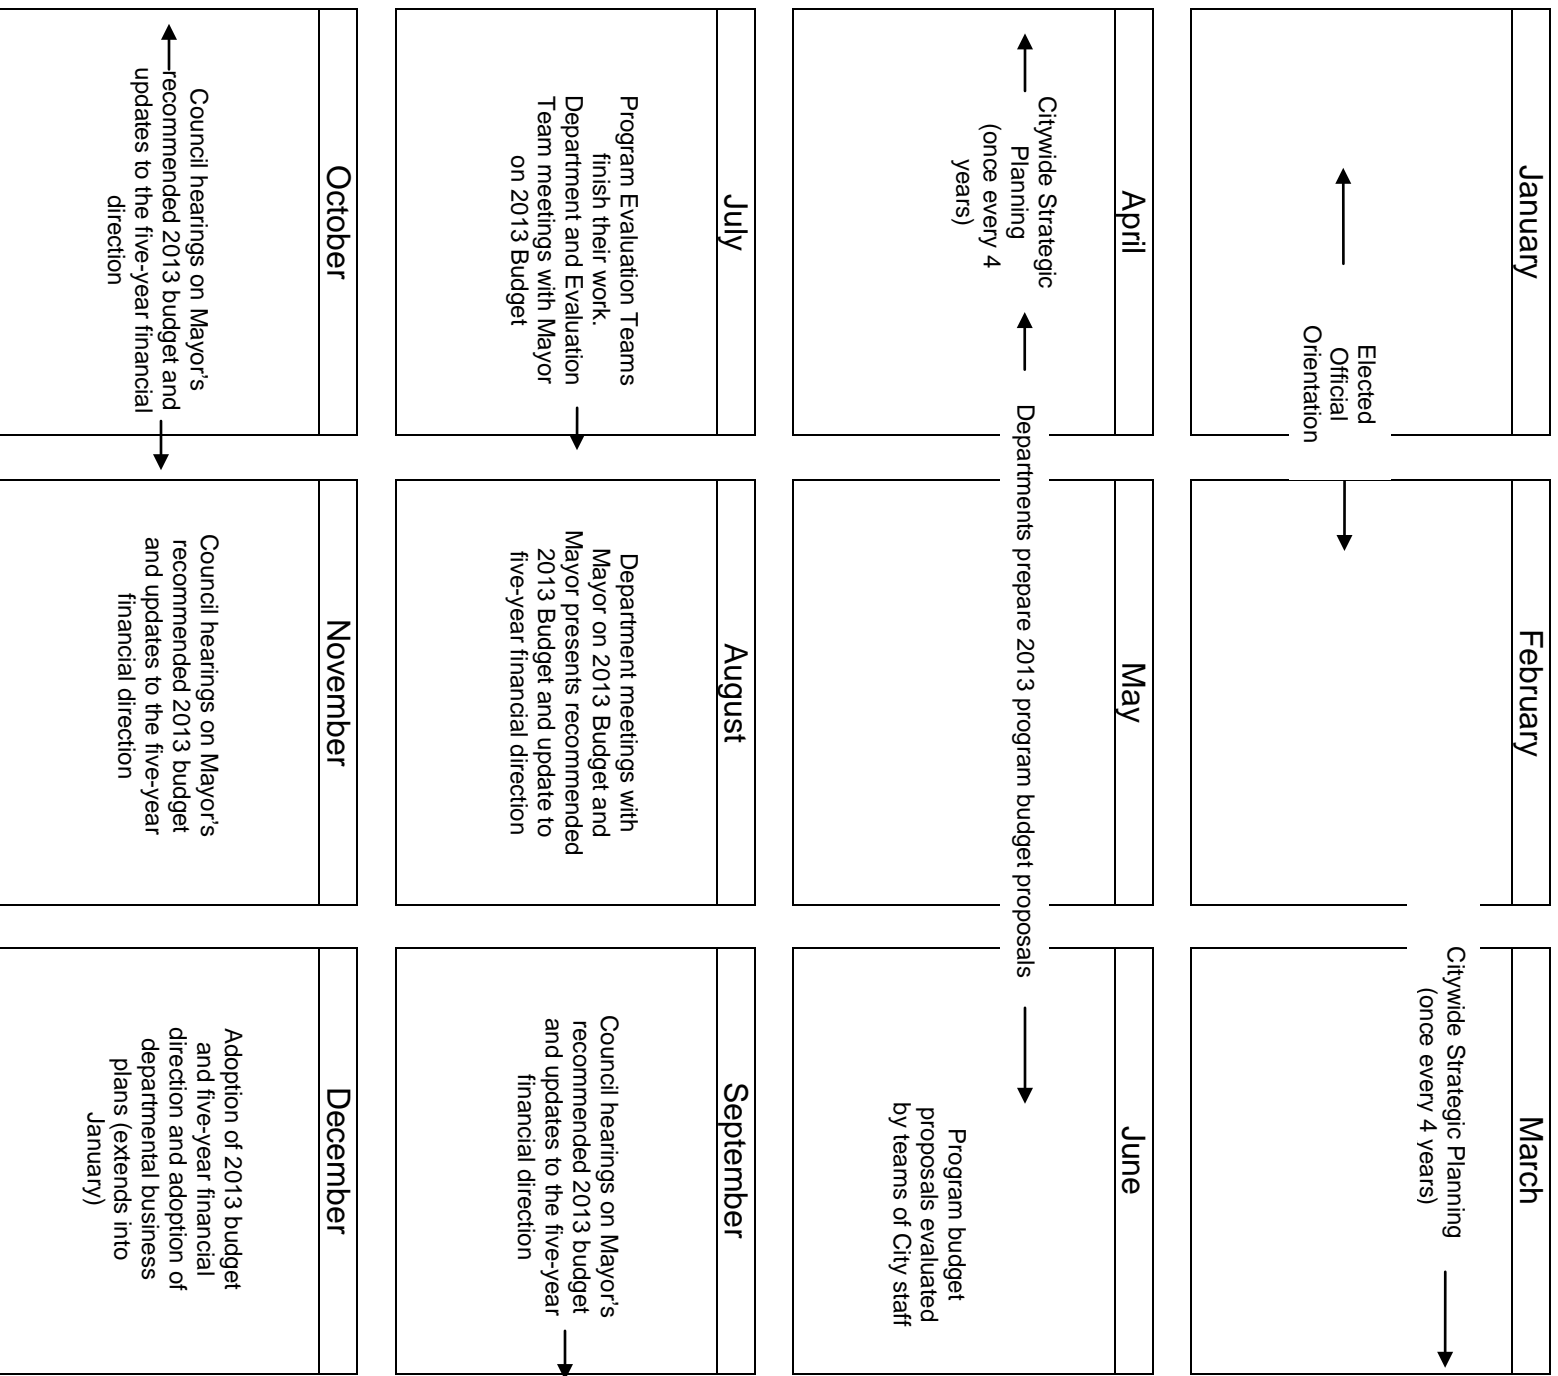 January
Elected
Official
Orientation
February
March
Citywide Strategic Planning
(once every 4 years)
April
Citywide Strategic
Planning
(once every 4
years)
Departments prepare 2013 program budget proposals
May
June
Program budget
proposals evaluated
by teams of City staff
July
Program Evaluation Teams
finish their work.
Department and Evaluation
Team meetings with Mayor
on 2013 Budget
August
Department meetings with
Mayor on 2013 Budget and
Mayor presents recommended
2013 Budget and update to
five-year financial direction
September
Council hearings on Mayor’s
recommended 2013 budget
and updates to the five-year
financial direction
October
Council hearings on Mayor’s
recommended 2013 budget and
updates to the five-year financial
direction
November
Council hearings on Mayor’s
recommended 2013 budget
and updates to the five-year
financial direction
December
Adoption of 2013 budget
and five-year financial
direction and adoption of
departmental business
plans (extends into
January)